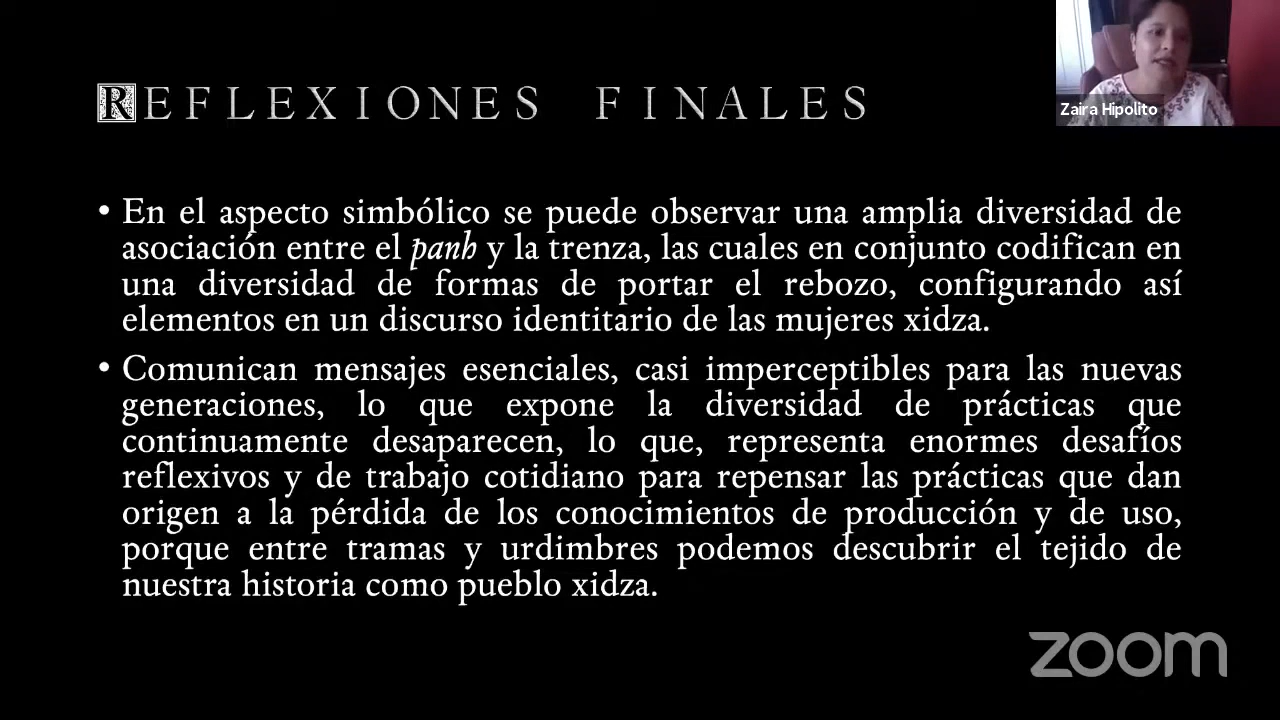 REFLEXIONES FINALES
Zaira Hipolito
• En el aspecto simbólico se puede observar una amplia diversidad de
asociación entre el panh y la trenza, las cuales en conjunto codifican en
una diversidad de formas de portar el rebozo, configurando así
elementos en un discurso identitario de las mujeres xidza.
• Comunican mensajes esenciales, casi imperceptibles para las nuevas
generaciones, lo que expone la diversidad de prácticas que
continuamente desaparecen, lo que, representa enormes desafíos
reflexivos y de trabajo cotidiano para repensar las prácticas que dan
origen a la pérdida de los conocimientos de producción y de uso,
porque entre tramas y urdimbres podemos descubrir el tejido de
nuestra historia como pueblo xidza.
zoom